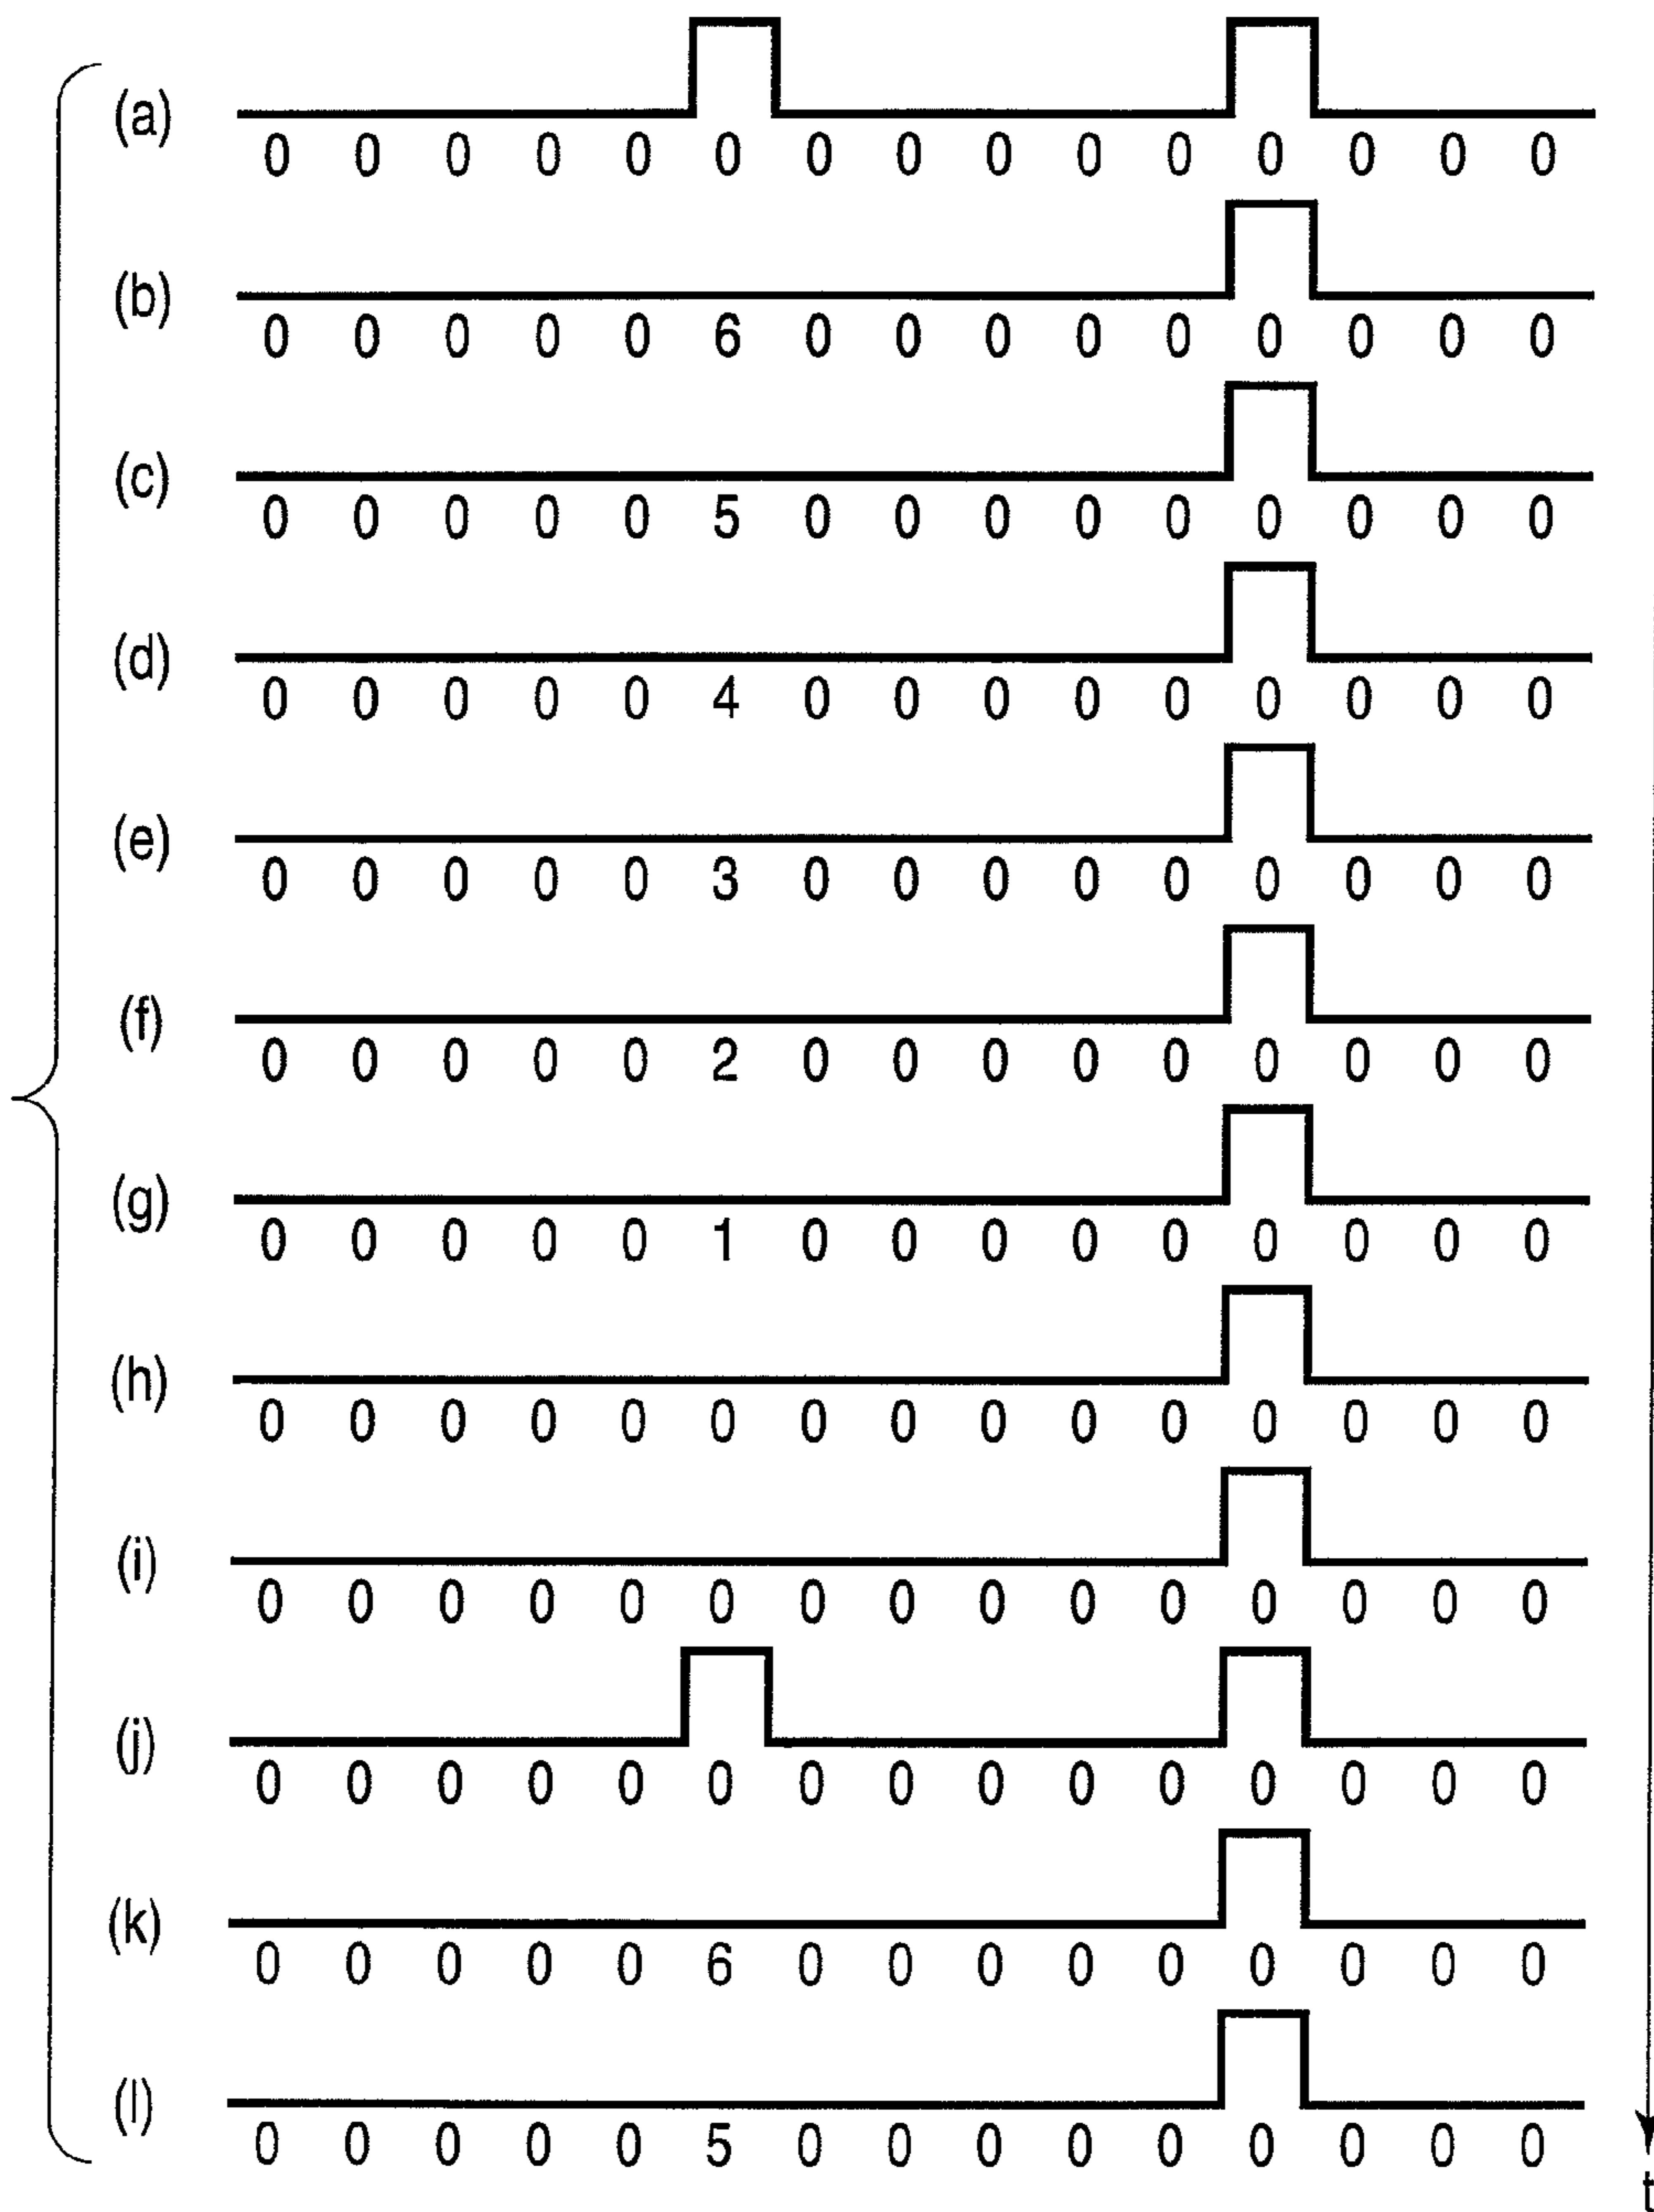 (a)
0 0 0 0 0 0 0 0 0 0 0 0 0 0 0
(b)
0 0 0 0 0 6 0 0 0 0 0 0 0 0 0
(c)
0 0 0 0 0 5 0 0 0 0 0 0 0 0 0
(d)
0 0 0 0 0 4 0 0 0 0 0 0 0 0 0
(e)
0 0 0 0 0 3 0 0 0 0 0 0 0 0 0
(f)
0 0 0 0 0 2 0 0 0 0 0 0 0 0 0
(g)
0 0 0 0 0 1 0 0 0 0 0 0 0 0 0
(h)
0 0 0 0 0 0 0 0 0 0 0 0 0 0 0
(i)
0 0 0 0 0 0 0 0 0 0 0 0 0 0 0
(j)
0 0 0 0 0 0 0 0 0 0 0 0 0 0 0
(k)
0 0 0 0 0 6 0 0 0 0 0 0 0 0 0
(l)
0 0 0 0 0 5 0 0 0 0 0 0 0 0 0
t